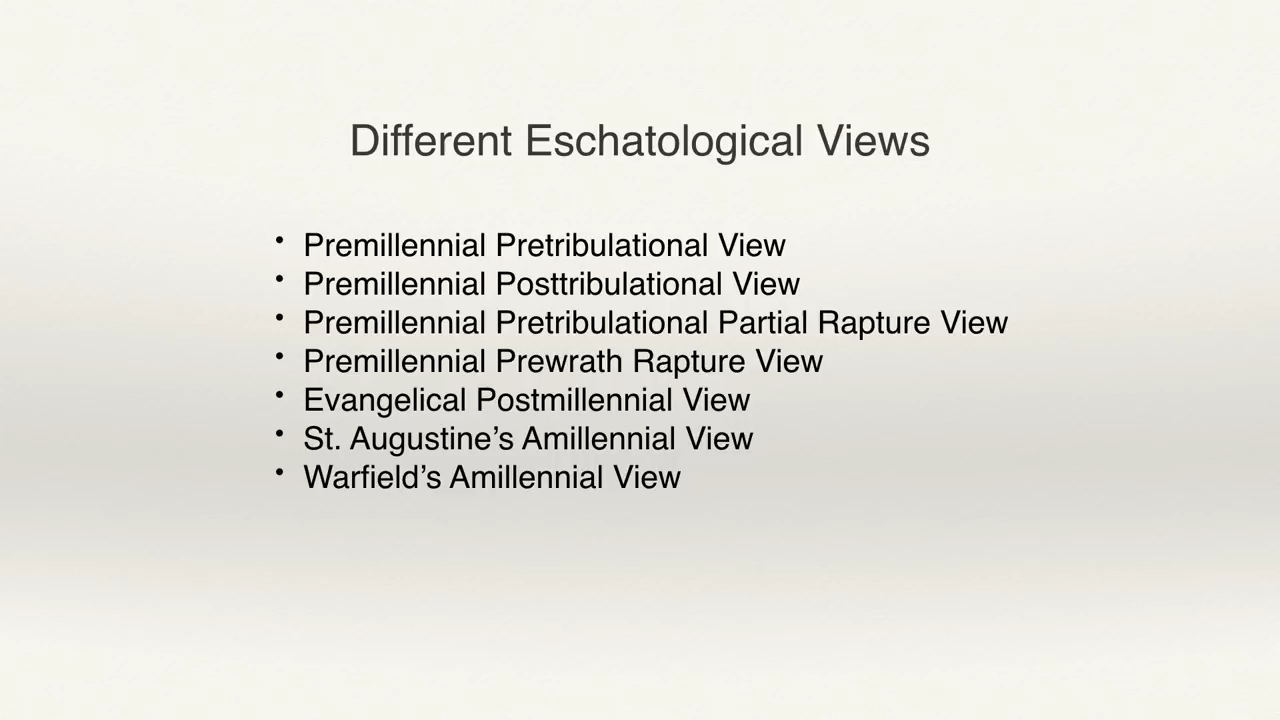 Different Eschatological Views
• Premillennial Pretribulational View
• Premillennial Posttribulational View
• Premillennial Pretribulational Partial Rapture View
• Premillennial Prewrath Rapture View
• Evangelical Postmillennial View
• St. Augustine’s Amillennial View
• Warfield’s Amillennial View